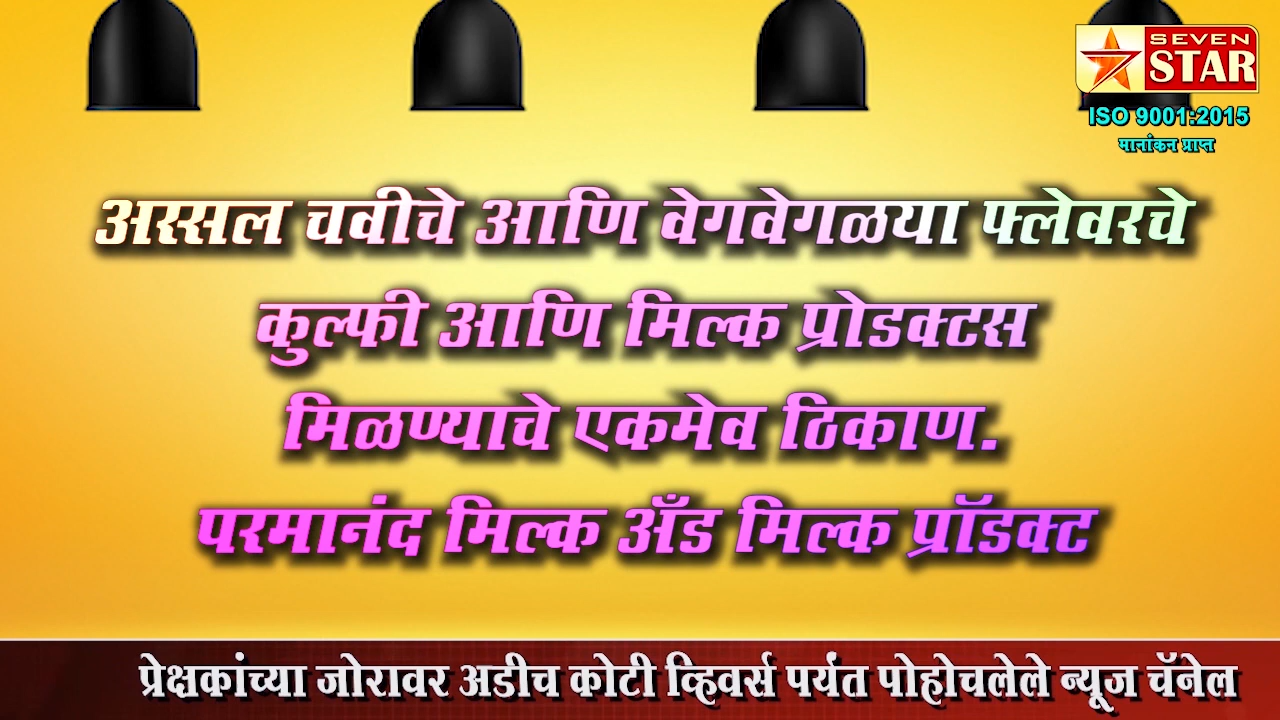 SEVEN
STAR
ISO 9001:2015
मानांकन प्राप्त
अस्सल चवीचे आणि वेगवेगळया फ्लेवरचे
कुल्फी आणि मिल्क प्रोडक्टस
मिळण्याचे एकमेव ठिकाण.
परमानंद मिल्क अँड मिल्क प्रॉडक्ट
प्रेक्षकांच्या जोरावर अडीच कोटी व्हिवर्स पर्यंत पोहोचलेले न्यूज चॅनेल